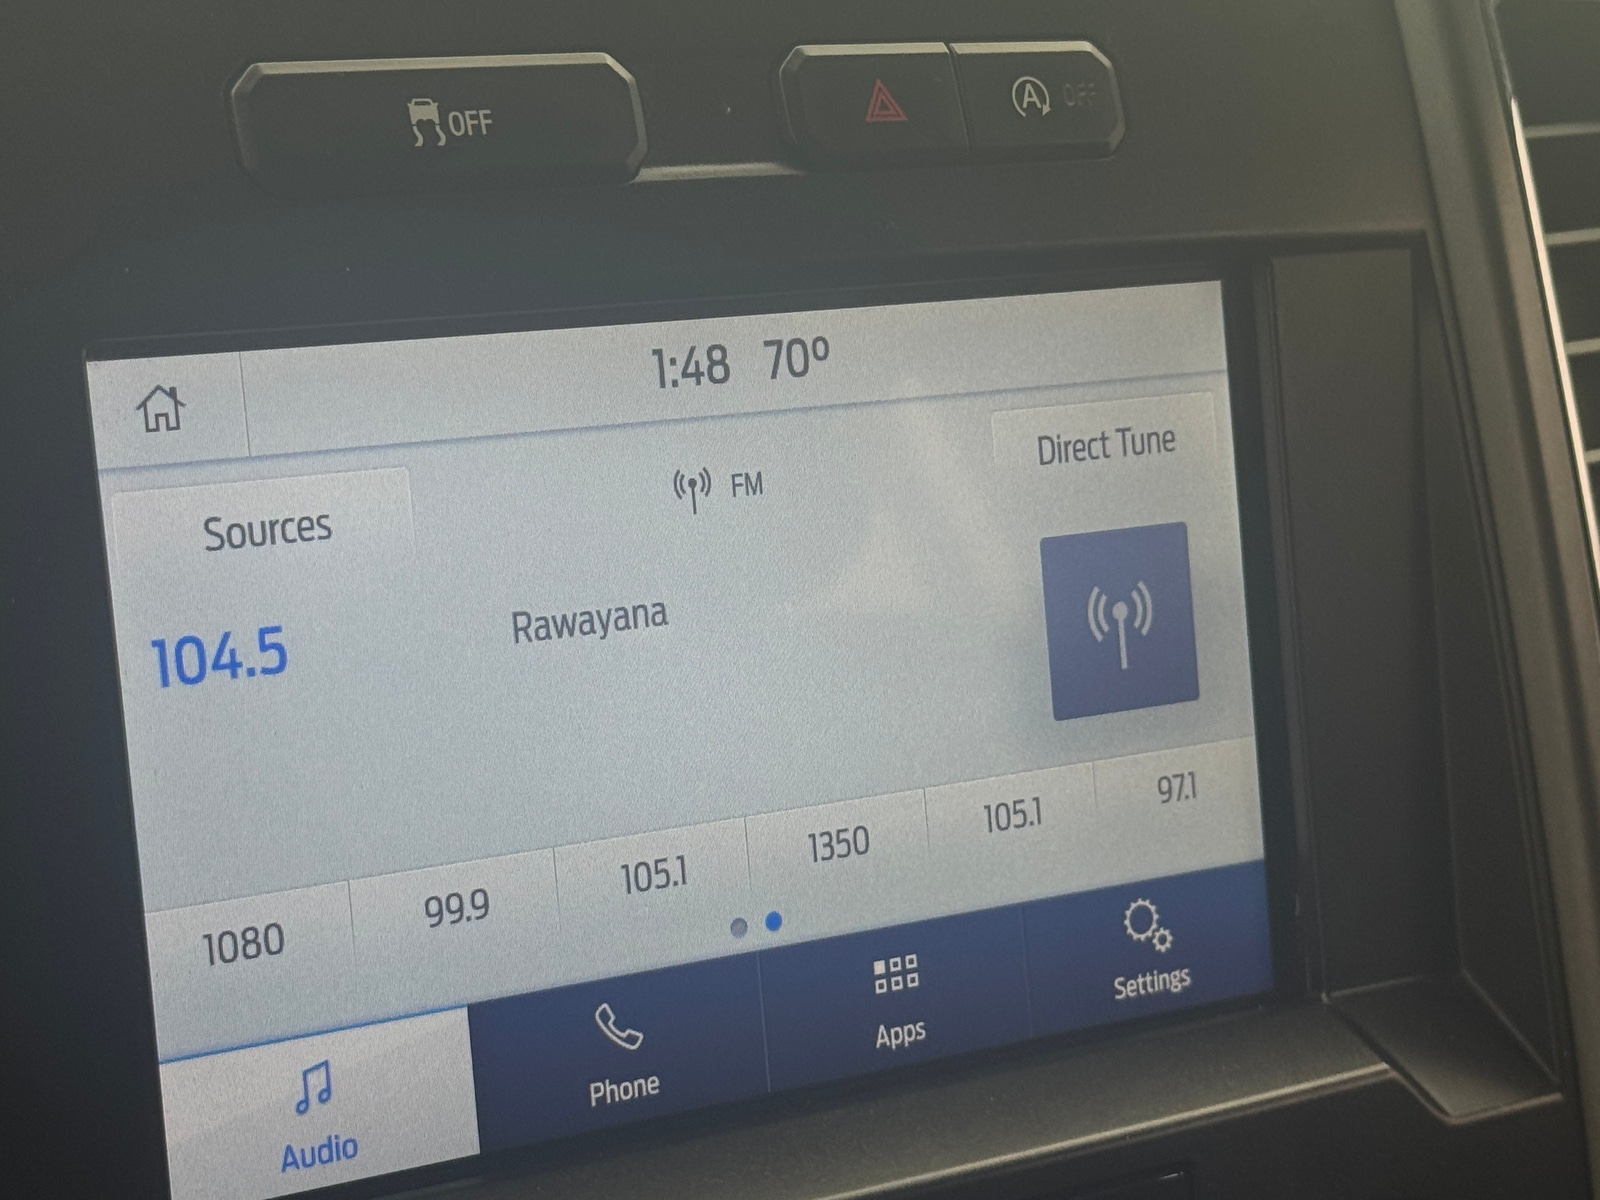 OFF
A OFF
1:48 70º
Sources
FM
Direct Tune
104.5
Rawayana
1080
99.9
105.1
1350
105.1
97.1
Audio
Phone
Apps
Settings